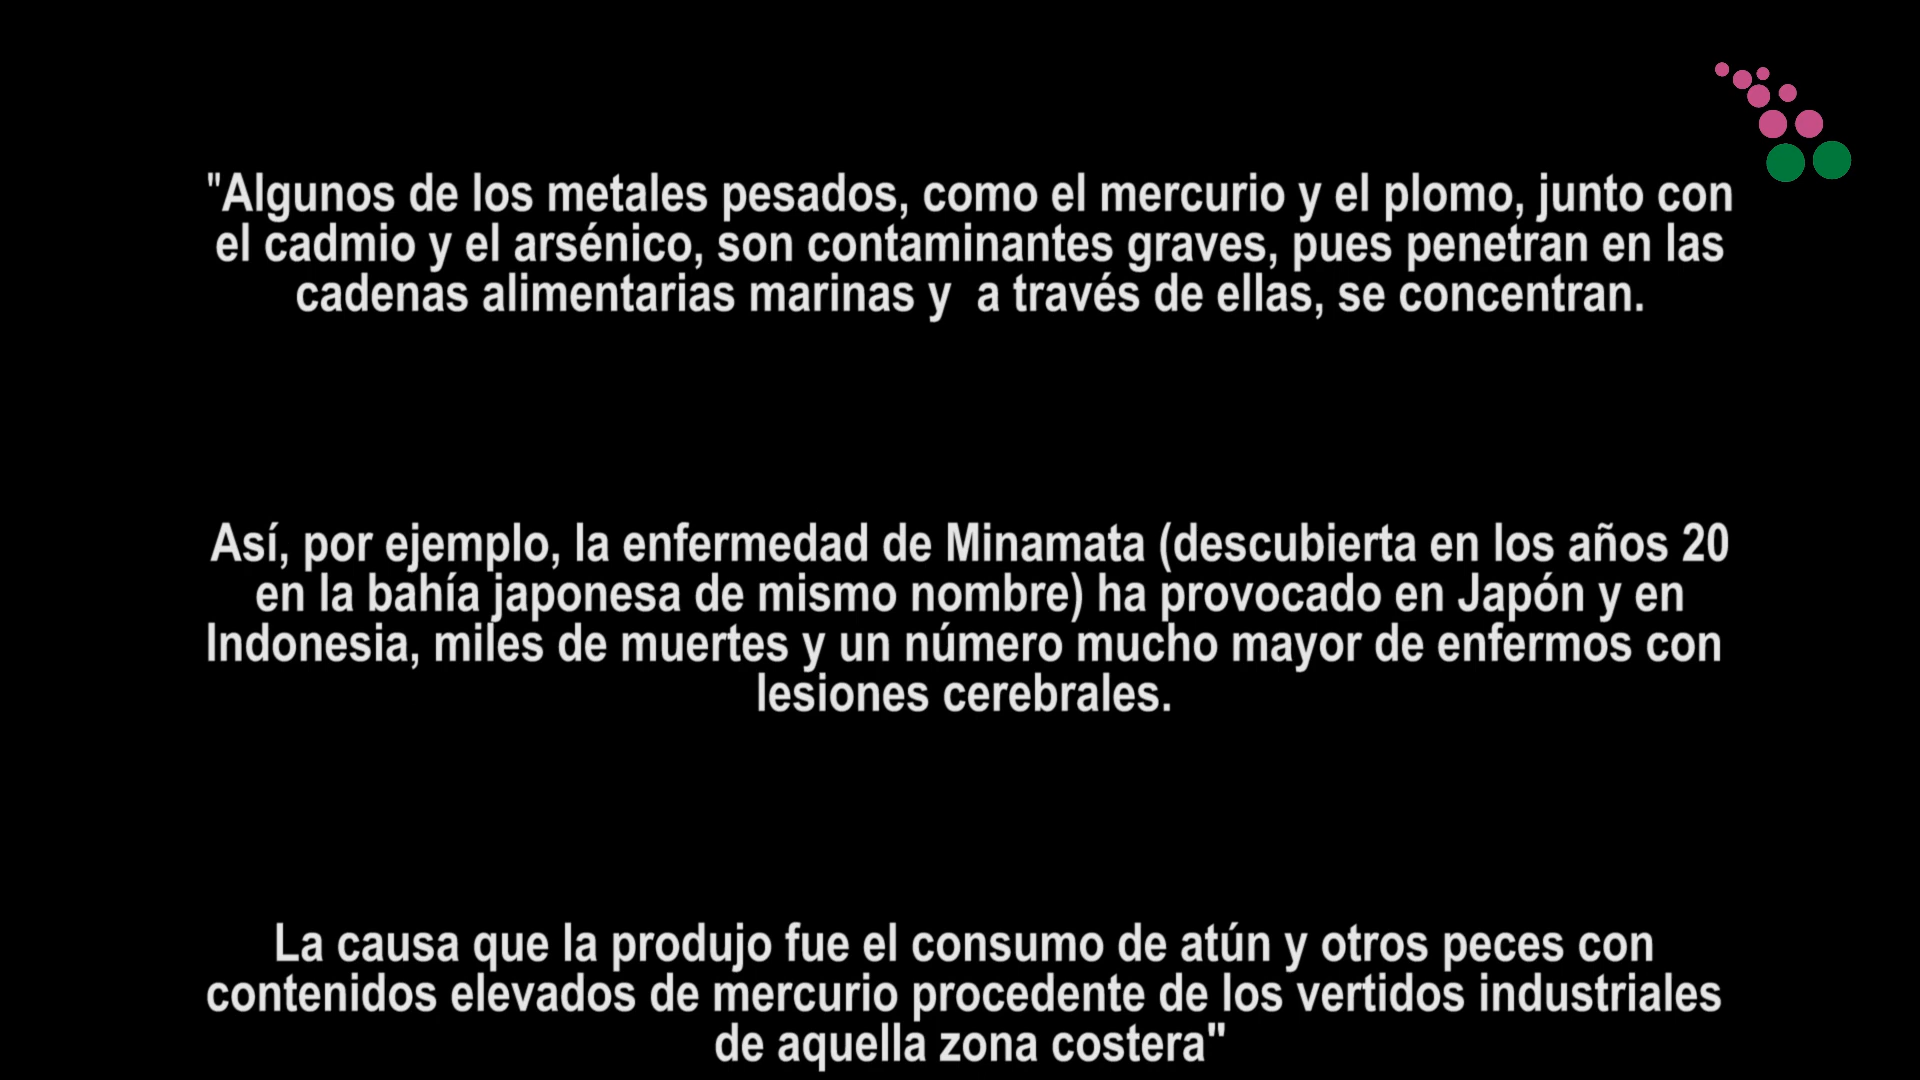 "Algunos de los metales pesados, como el mercurio y el plomo, junto con
el cadmio y el arsénico, son contaminantes graves, pues penetran en las
cadenas alimentarias marinas y  a través de ellas, se concentran.
Así, por ejemplo, la enfermedad de Minamata (descubierta en los años 20
en la bahía japonesa de mismo nombre) ha provocado en Japón y en
Indonesia, miles de muertes y un número mucho mayor de enfermos con
lesiones cerebrales.
La causa que la produjo fue el consumo de atún y otros peces con
contenidos elevados de mercurio procedente de los vertidos industriales
de aquella zona costera"